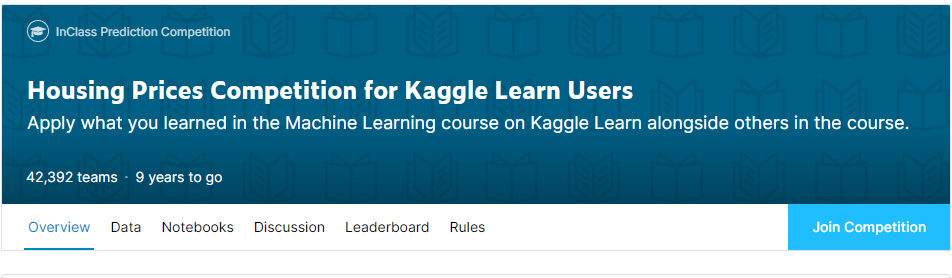 InClass Prediction Competition
Housing Prices Competition for Kaggle Learn Users
Apply what you learned in the Machine Learning course on Kaggle Learn alongside others in the course.
42,392 teams · 9 years to go
Overview Data Notebooks Discussion Leaderboard Rules Join Competition